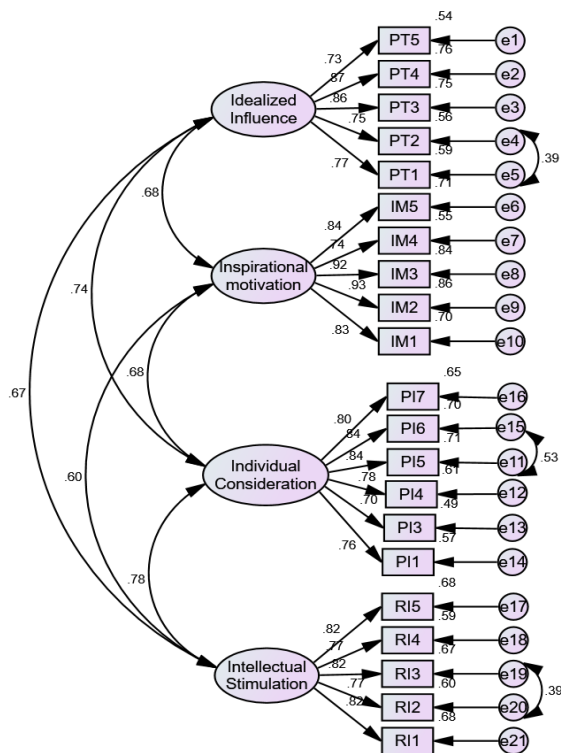 .54
PT5
e1
.73
.76
PT4
e2
.87
.75
Idealized
Influence
.86
PT3
e3
.56
.75
PT2
e4
.59
.39
.77
PT1
e5
.71
.68
IM5
e6
.84
.55
IM4
e7
.74
.84
Inspirational
motivation
.92
IM3
e8
.74
.86
.93
IM2
e9
.70
.83
IM1
e10
.68
.67
.65
PI7
e16
.80
.70
PI6
e15
.84
.71
.53
Individual
Consideration
.84
PI5
e11
.61
.60
.78
PI4
e12
.49
.70
PI3
e13
.57
.76
PI1
e14
.78
.68
RI5
e17
.82
.59
RI4
e18
.77
.67
Intellectual
Stimulation
.82
RI3
e19
.60
.39
.77
RI2
e20
.68
.82
RI1
e21